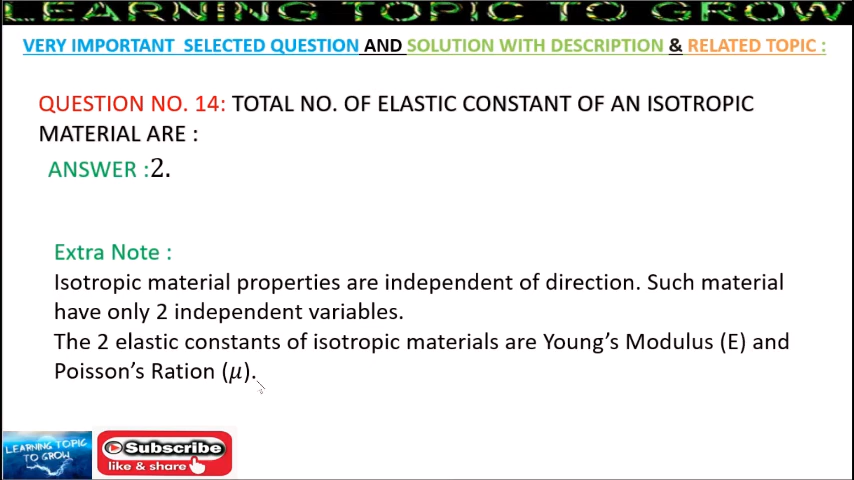 LEARNING TOPIC TO GROW
VERY IMPORTANT SELECTED QUESTION AND SOLUTION WITH DESCRIPTION & RELATED TOPIC :
QUESTION NO. 14: TOTAL NO. OF ELASTIC CONSTANT OF AN ISOTROPIC
MATERIAL ARE :
ANSWER :2.
Extra Note :
Isotropic material properties are independent of direction. Such material
have only 2 independent variables.
The 2 elastic constants of isotropic materials are Young's Modulus (E) and
Poisson's Ration (μ).
LEARNING TOPIC
TO GROW
Subscribe
like & share